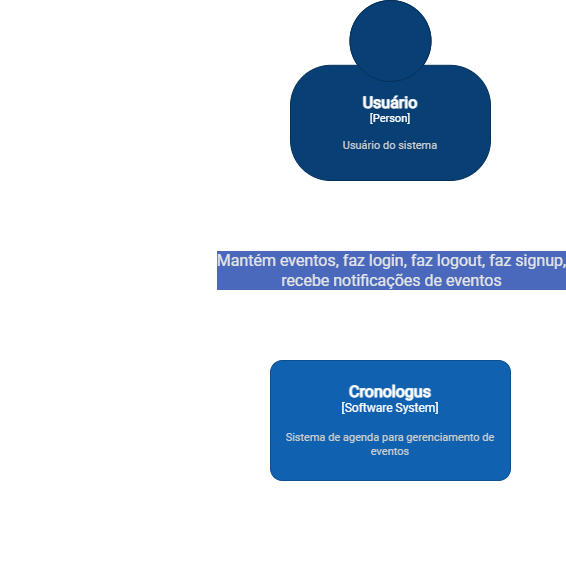 Usuário
[Person]
Usuário do sistema
Mantém eventos, faz login, faz logout, faz signup,
recebe notificações de eventos
Cronologus
[Software System]
Sistema de agenda para gerenciamento de
eventos